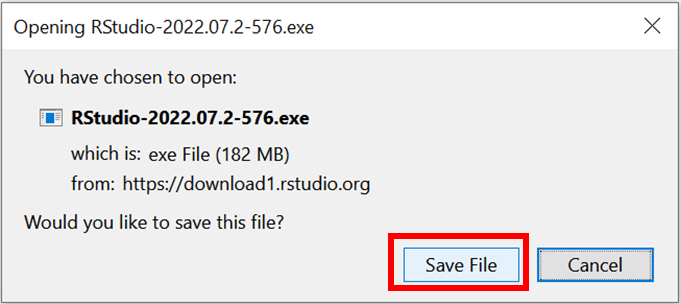 Opening RStudio-2022.07.2-576.exe
You have chosen to open:
RStudio-2022.07.2-576.exe
which is: exe File (182 MB)
from: https://download1.rstudio.org
Would you like to save this file?
Save File Cancel